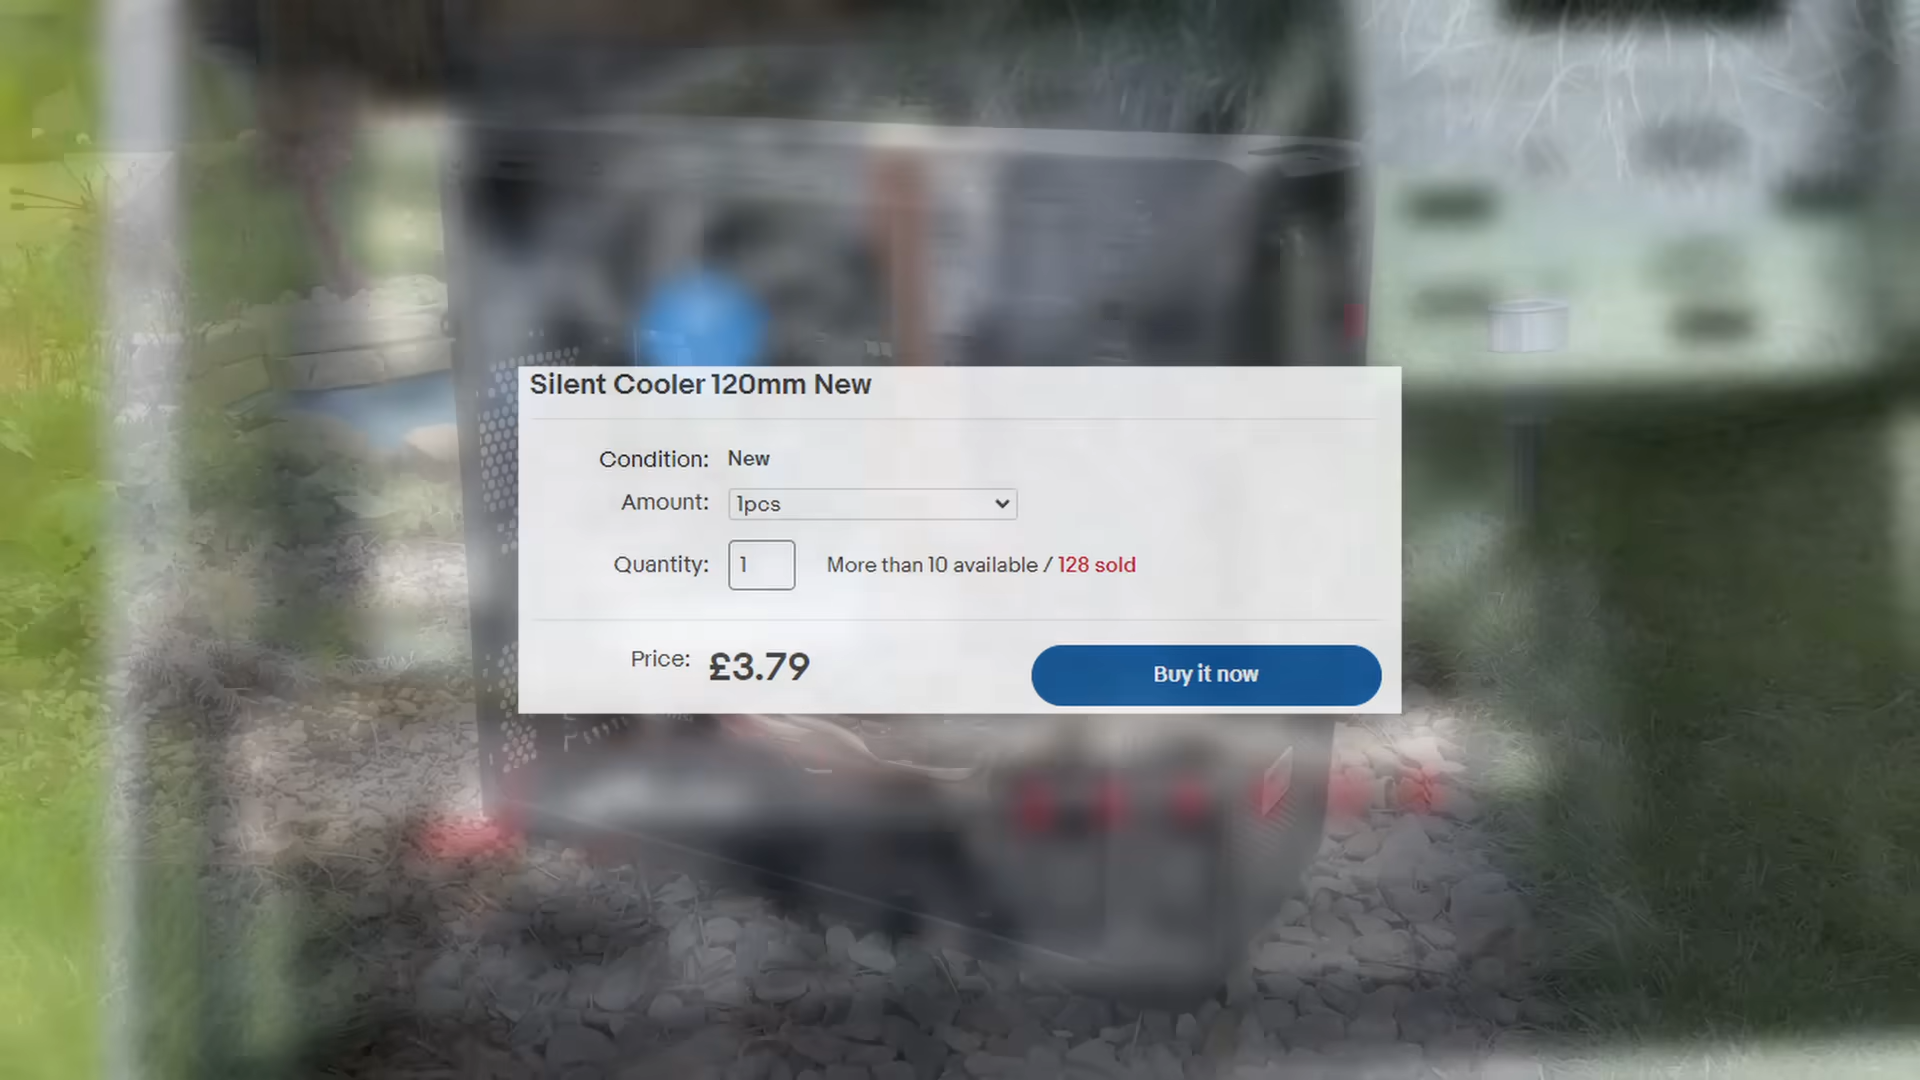 Silent Cooler 120mm New
Condition: New
Amount: 1pcs
Quantity: 1 More than 10 available / 128 sold
Price: £3.79 Buy it now